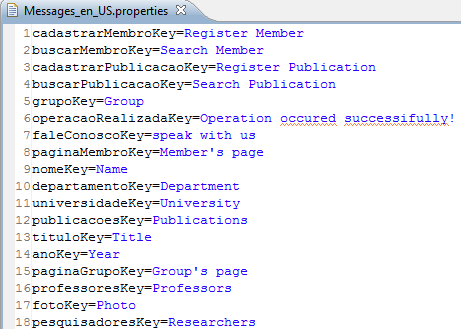 Messages_en_US.properties
1 cadastrarMembroKey=Register Member
2 buscarMembroKey=Search Member
3 cadastrarPublicacaoKey=Register Publication
4 buscarPublicacaoKey=Search Publication
5 grupoKey=Group
6 operacaoRealizadaKey=Operation occured successifully!
7 faleConoscoKey=speak with us
8 paginaMembroKey=Member's page
9 nomeKey=Name
10 departamentoKey=Department
11 universidadeKey=University
12 publicacoesKey=Publications
13 tituloKey=Title
14 anoKey=Year
15 paginaGrupoKey=Group's page
16 professoresKey=Professors
17 fotoKey=Photo
18 pesquisadoresKey=Researchers